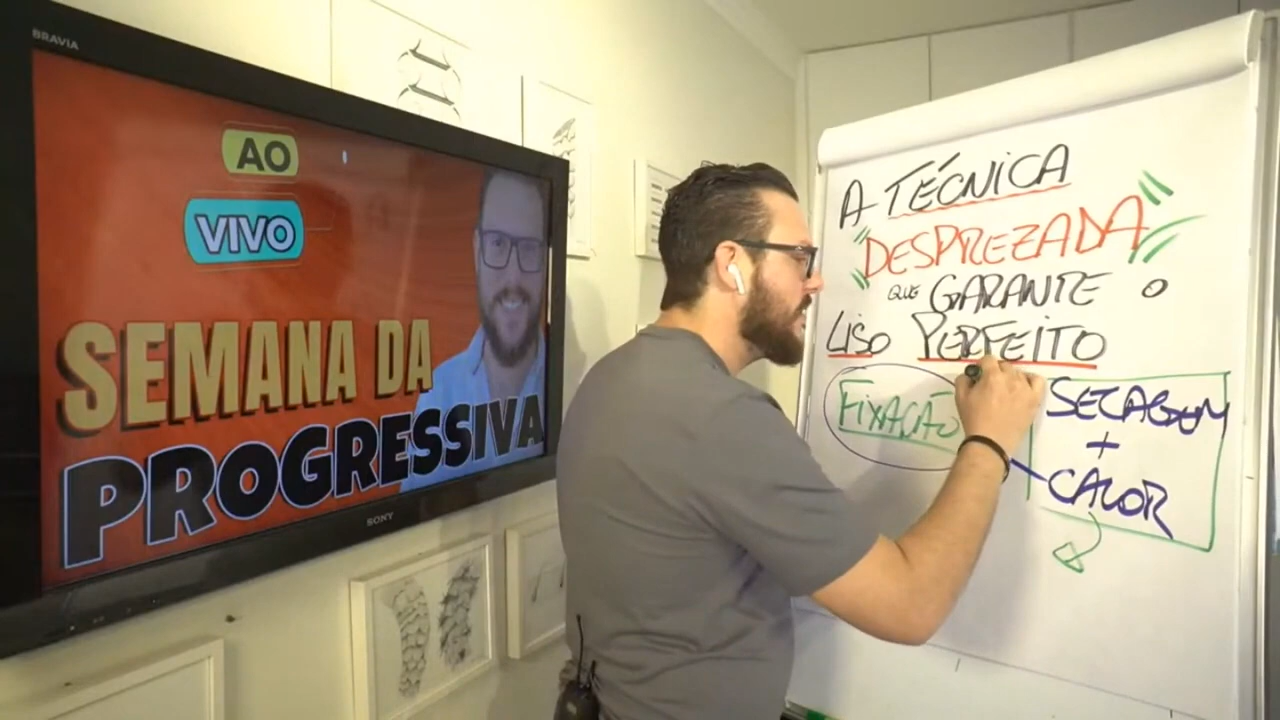 BRAVIA
AO
VIVO
SEMANA DA
PROGRESSIVA
SONY
A TÉCNICA
DESPREZADA
QUE GARANTE O
LISO PERFEITO
FIXAÇÃO
SECAGEM
+
CALOR